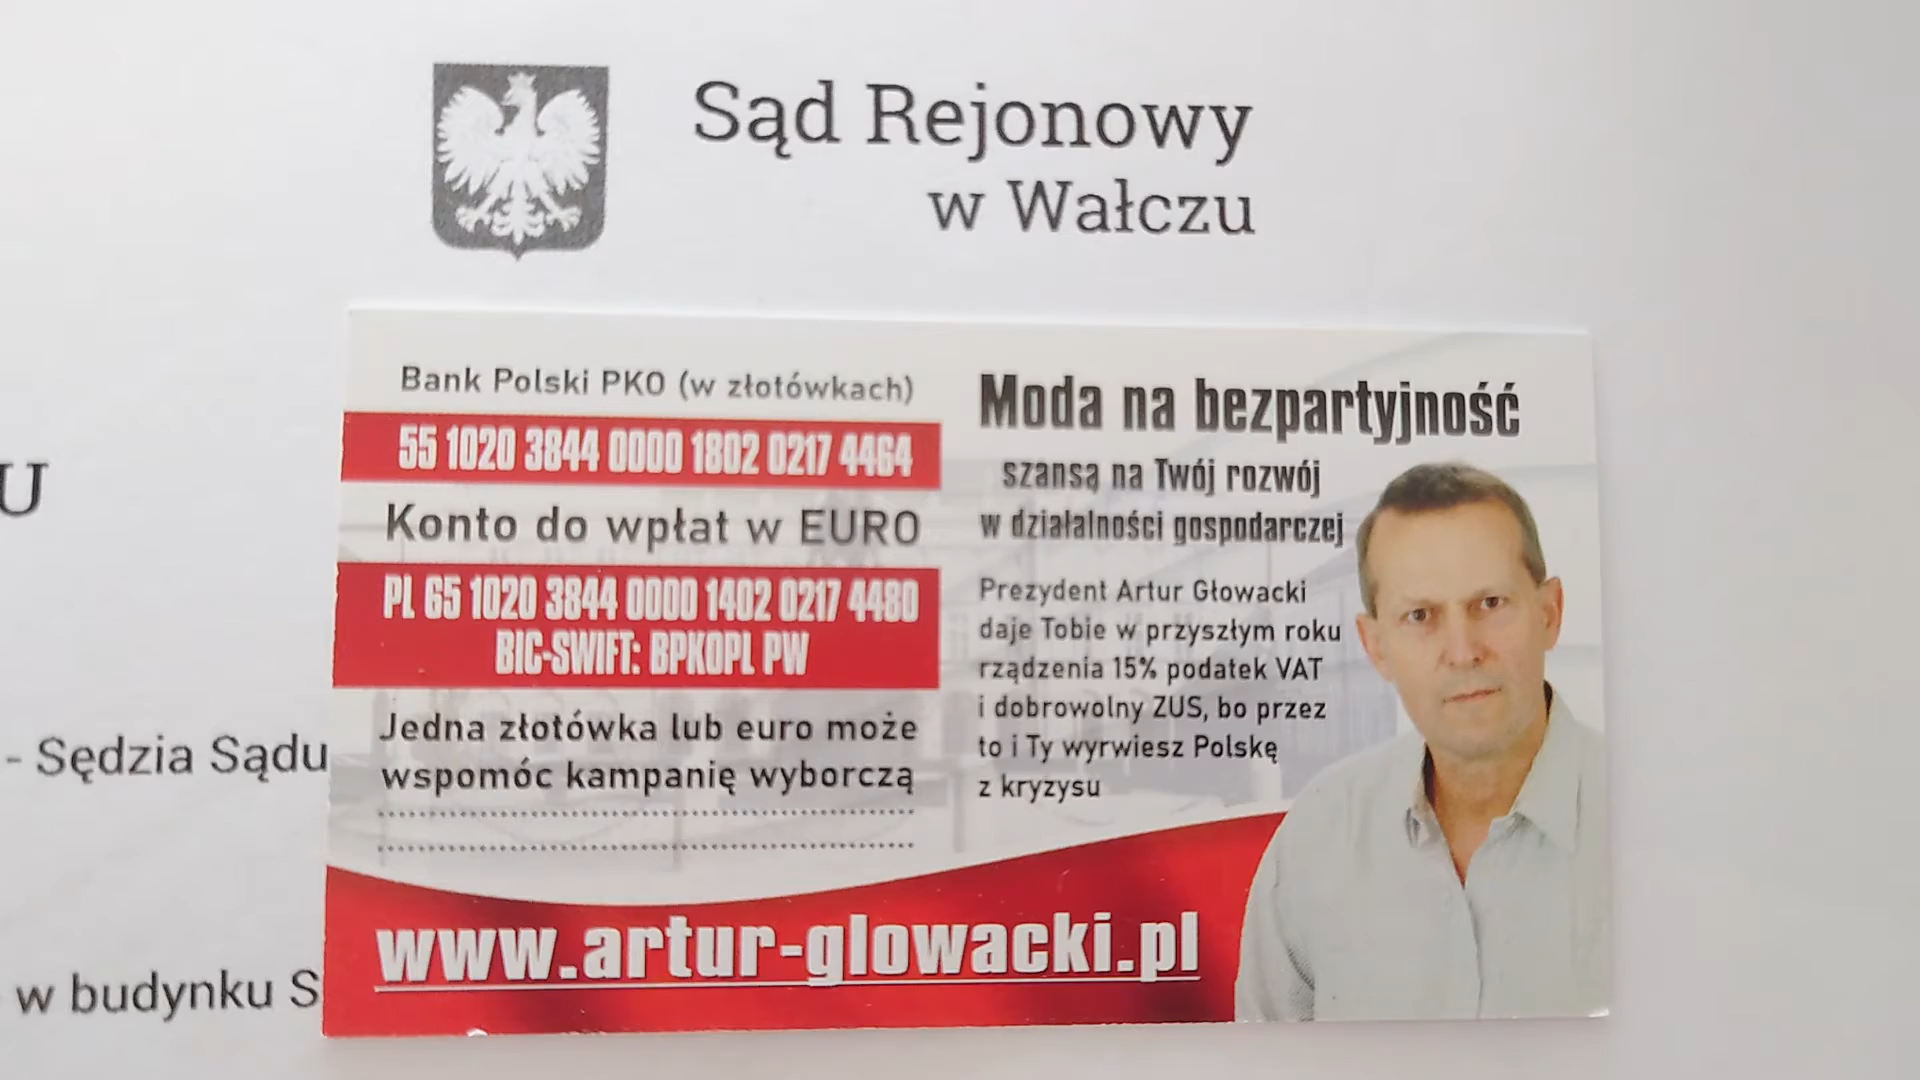 Sąd Rejonowy
w Wałczu
U
- Sędzia Sądu
w budynku S
Bank Polski PKO (w złotówkach)
55 1020 3844 0000 1802 0217 4464
Konto do wpłat w EURO
PL 65 1020 3844 0000 1402 0217 4480
BIC-SWIFT: BPKOPL PW
Jedna złotówka lub euro może
wspomóc kampanię wyborczą
Moda na bezpartyjność
szansą na Twój rozwój
w działalności gospodarczej
Prezydent Artur Głowacki
daje Tobie w przyszłym roku
rządzenia 15% podatek VAT
i dobrowolny ZUS, bo przez
to i Ty wyrwiesz Polskę
z kryzysu
www.artur-glowacki.pl